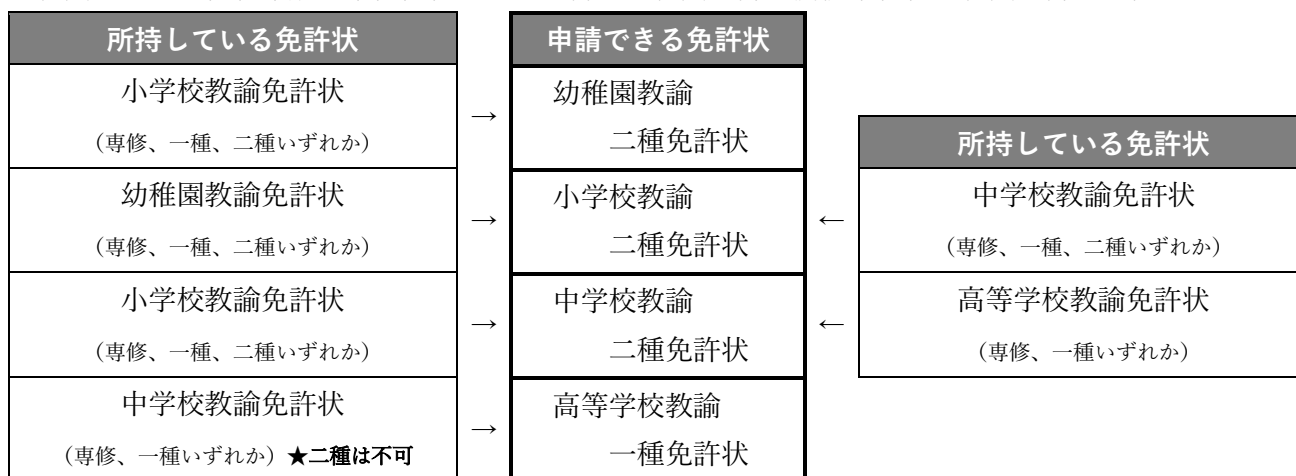 所持している免許状
申請できる免許状
小学校教諭免許状
(専修、一種、二種いずれか)
→
幼稚園教諭
二種免許状
所持している免許状
幼稚園教諭免許状
(専修、一種、二種いずれか)
→
小学校教諭
二種免許状
←
中学校教諭免許状
(専修、一種、二種いずれか)
小学校教諭免許状
(専修、一種、二種いずれか)
→
中学校教諭
二種免許状
←
高等学校教諭免許状
(専修、一種いずれか)
中学校教諭免許状
(専修、一種いずれか)★二種は不可
→
高等学校教諭
一種免許状